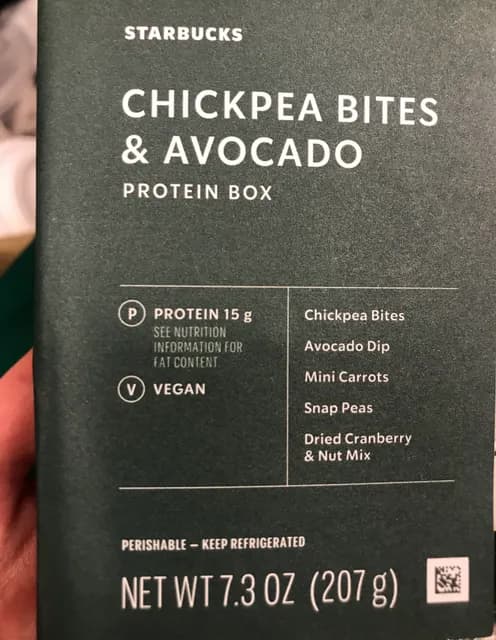 STARBUCKS
CHICKPEA BITES
& AVOCADO
PROTEIN BOX
P PROTEIN 15 g
SEE NUTRITION
INFORMATION FOR
FAT CONTENT
V VEGAN
Chickpea Bites
Avocado Dip
Mini Carrots
Snap Peas
Dried Cranberry
& Nut Mix
PERISHABLE – KEEP REFRIGERATED
NET WT 7.3 OZ (207 g)